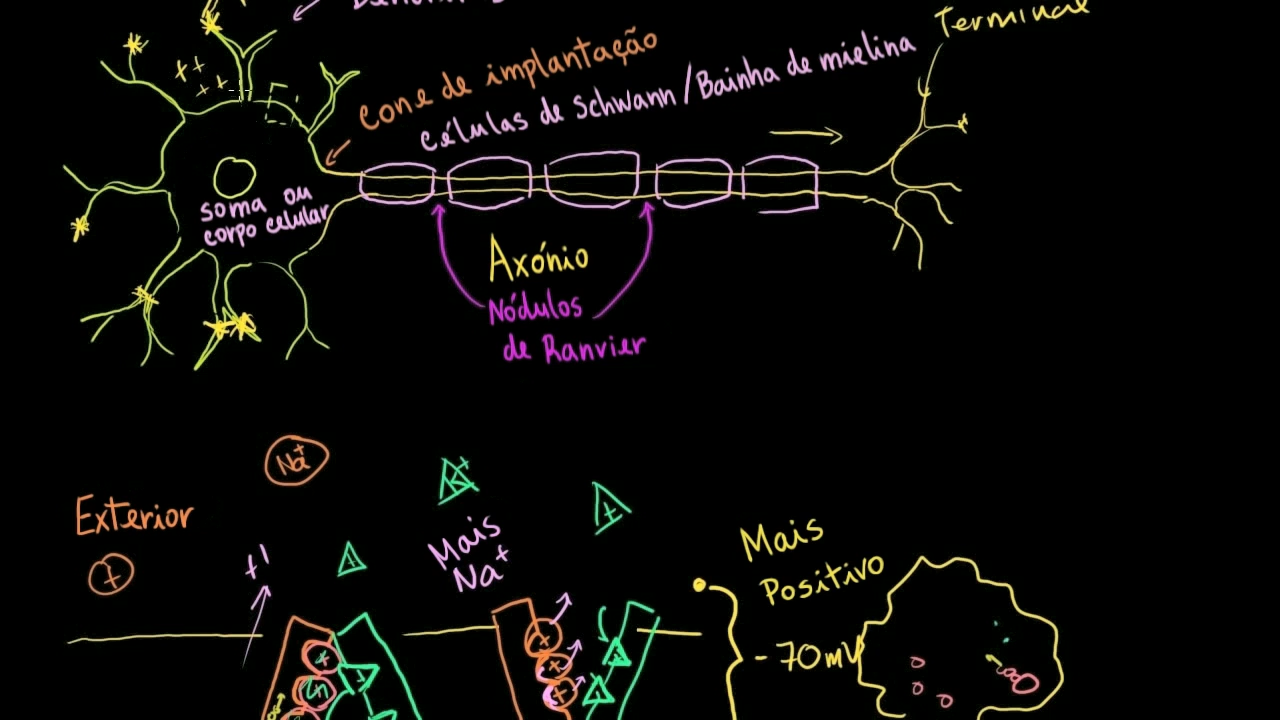 Terminal
cone de implantação
células de Schwann/Bainha de mielina
soma ou
corpo celular
Axónio
Nódulos
de Ranvier
Na+
K+
Exterior
Mais
Na+
+1
Mais
Positivo
-70mV